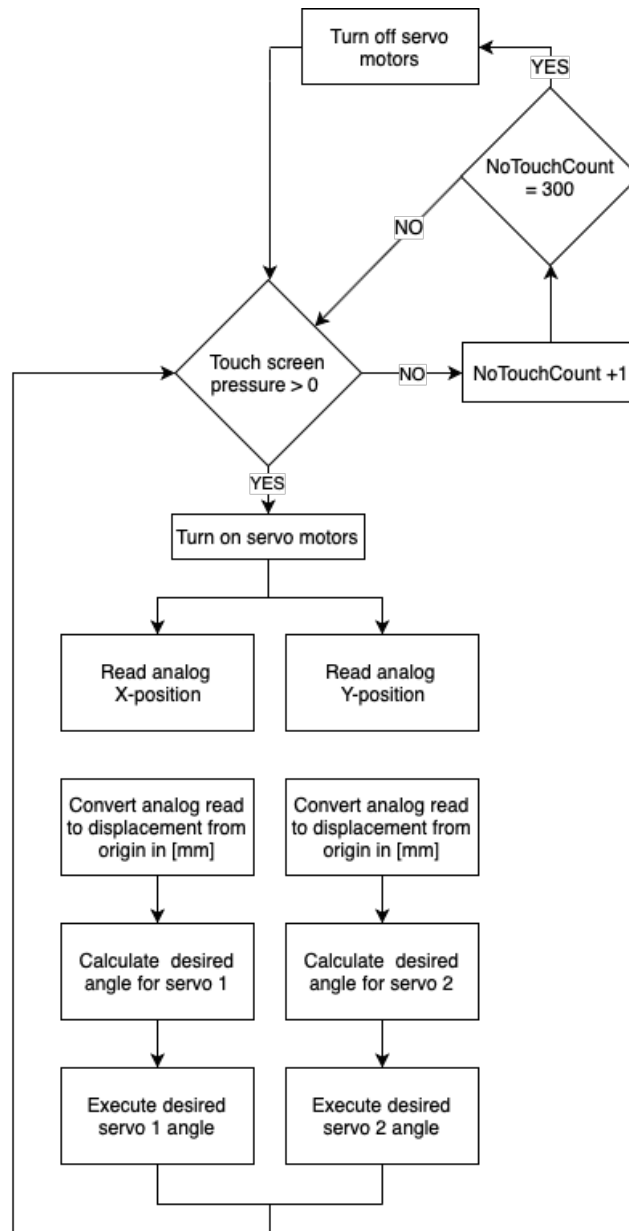 Turn off servo
motors
YES
NoTouchCount
= 300
NO
Touch screen
pressure > 0
NO
NoTouchCount +1
YES
Turn on servo motors
Read analog
X-position
Read analog
Y-position
Convert analog read
to displacement from
origin in [mm]
Convert analog read
to displacement from
origin in [mm]
Calculate desired
angle for servo 1
Calculate desired
angle for servo 2
Execute desired
servo 1 angle
Execute desired
servo 2 angle